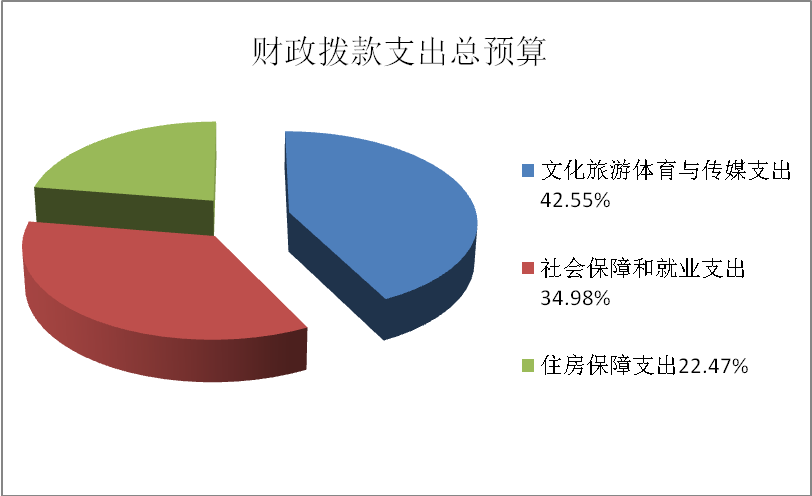 财政拨款支出总预算
文化旅游体育与传媒支出
42.55%
社会保障和就业支出
34.98%
住房保障支出22.47%